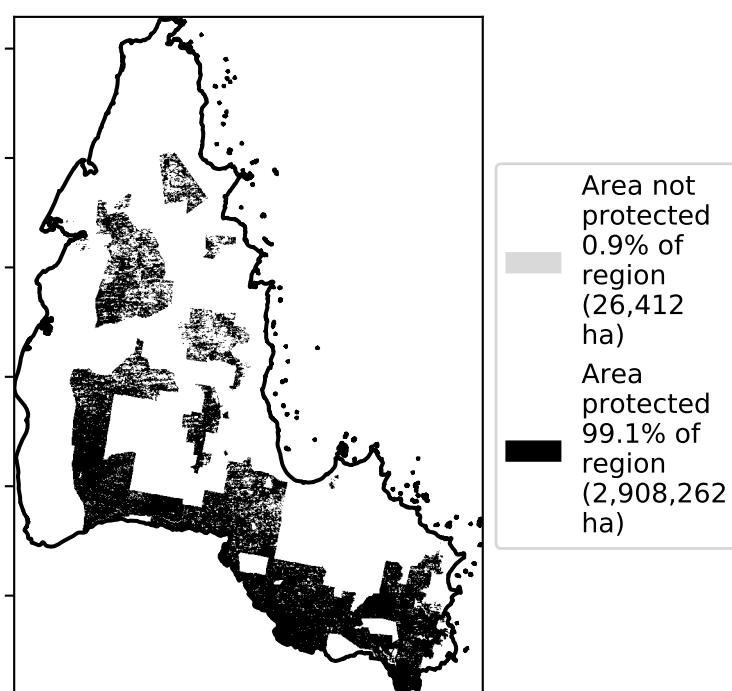 Area not
protected
0.9% of
region
(26,412
ha)
Area
protected
99.1% of
region
(2,908,262
ha)